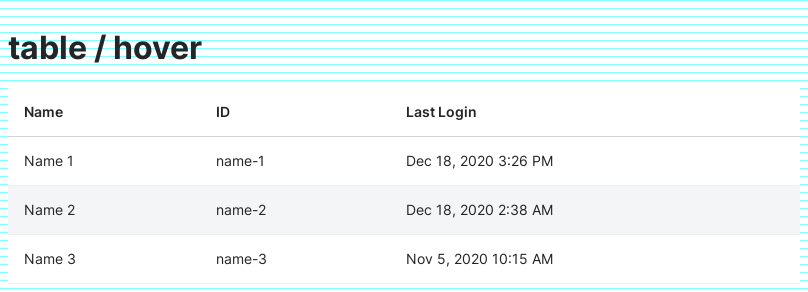 table / hover
Name ID Last Login
Name 1 name-1 Dec 18, 2020 3:26 PM
Name 2 name-2 Dec 18, 2020 2:38 AM
Name 3 name-3 Nov 5, 2020 10:15 AM